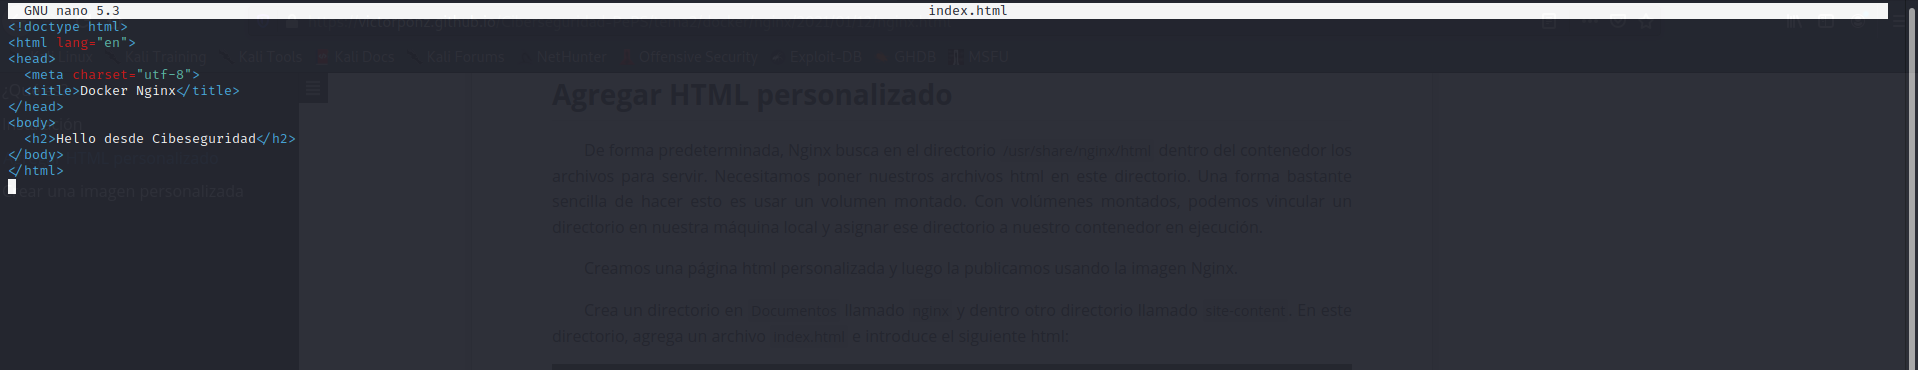 GNU nano 5.3 index.html
<!doctype html>
<html lang="en">
<head>
<meta charset="utf-8">
<title>Docker Nginx</title>
</head>
<body>
<h2>Hello desde Cibeseguridad</h2>
</body>
</html>
Kali Training Kali Tools Kali Docs Kali Forums NetHunter Offensive Security Exploit-DB GHDB MSFU
Crear una imagen personalizada
Agregar HTML personalizado
De forma predeterminada, Nginx busca en el directorio /usr/share/nginx/html dentro del contenedor los
archivos para servir. Necesitamos poner nuestros archivos html en este directorio. Una forma bastante
sencilla de hacer esto es usar un volumen montado. Con volúmenes montados, podemos vincular un
directorio en nuestra máquina local y asignar ese directorio a nuestro contenedor en ejecución.
Creamos una página html personalizada y luego la publicamos usando la imagen Nginx.
Crea un directorio en Documentos llamado nginx y dentro otro directorio llamado site-content. En este
directorio, agrega un archivo index.html e introduce el siguiente html: